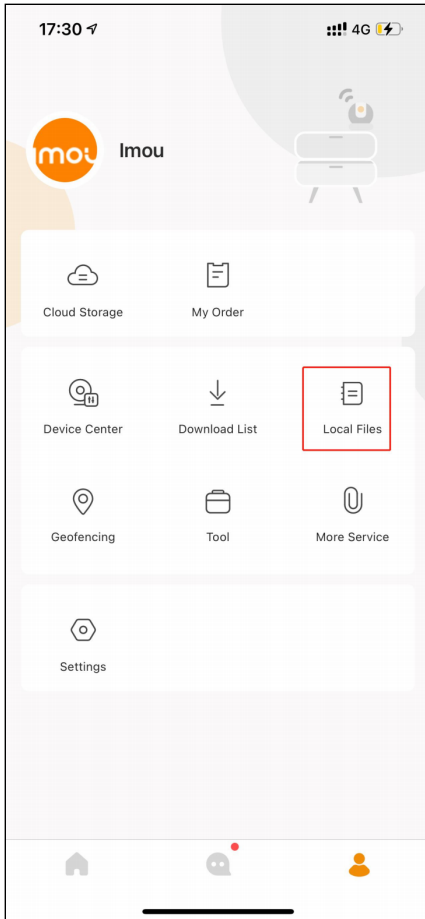 17:30 4G
imou Imou
Cloud Storage My Order
Device Center Download List Local Files
Geofencing Tool More Service
Settings